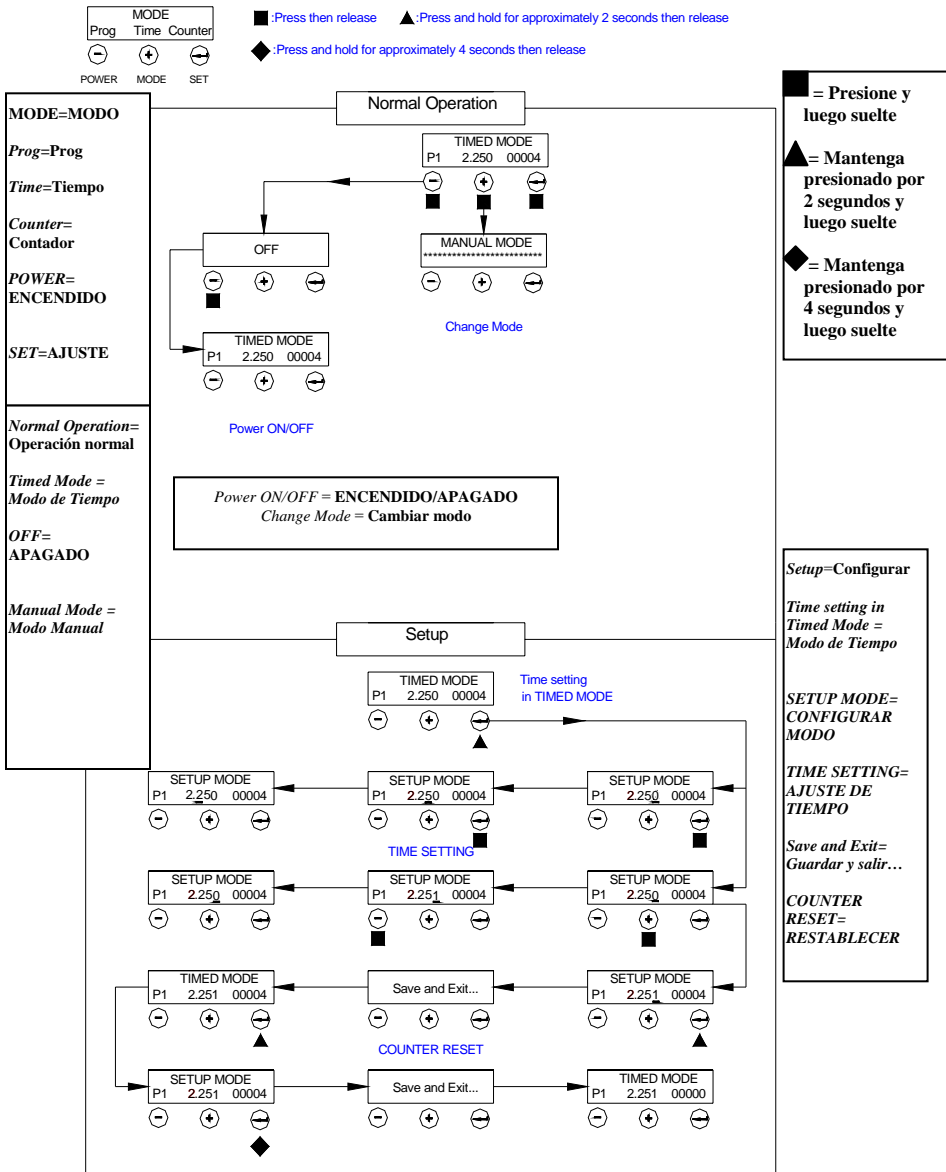 MODE
Prog Time Counter
POWER MODE SET
:Press then release
:Press and hold for approximately 2 seconds then release
:Press and hold for approximately 4 seconds then release
MODE=MODO
Prog=Prog
Time=Tiempo
Counter=
Contador
POWER=
ENCENDIDO
SET=AJUSTE
Normal Operation=
Operación normal
Timed Mode =
Modo de Tiempo
OFF=
APAGADO
Manual Mode =
Modo Manual
= Presione y
luego suelte
= Mantenga
presionado por
2 segundos y
luego suelte
= Mantenga
presionado por
4 segundos y
luego suelte
Normal Operation
TIMED MODE
P1 2.250 00004
OFF
MANUAL MODE
*************************
Change Mode
TIMED MODE
P1 2.250 00004
Power ON/OFF
Power ON/OFF = ENCENDIDO/APAGADO
Change Mode = Cambiar modo
Setup=Configurar
Time setting in
Timed Mode =
Modo de Tiempo
SETUP MODE=
CONFIGURAR
MODO
TIME SETTING=
AJUSTE DE
TIEMPO
Save and Exit=
Guardar y salir…
COUNTER
RESET=
RESTABLECER
Setup
TIMED MODE
P1 2.250 00004
Time setting
in TIMED MODE
SETUP MODE
P1 2.250 00004
SETUP MODE
P1 2.250 00004
SETUP MODE
P1 2.250 00004
TIME SETTING
SETUP MODE
P1 2.250 00004
SETUP MODE
P1 2.251 00004
SETUP MODE
P1 2.250 00004
TIMED MODE
P1 2.251 00004
Save and Exit...
SETUP MODE
P1 2.251 00004
COUNTER RESET
SETUP MODE
P1 2.251 00004
Save and Exit...
TIMED MODE
P1 2.251 00000